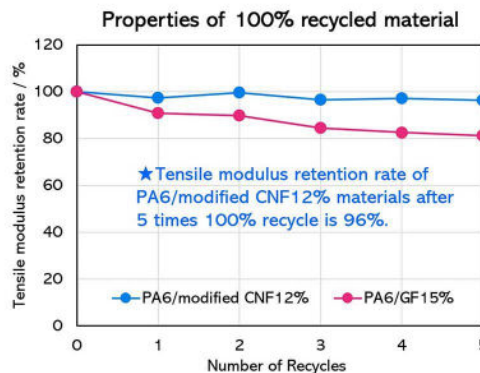 Properties of 100% recycled material
Tensile modulus retention rate / %
120
100
80
60
40
20
0
★Tensile modulus retention rate of
PA6/modified CNF12% materials after
5 times 100% recycle is 96%.
PA6/modified CNF12% PA6/GF15%
0 1 2 3 4 5
Number of Recycles